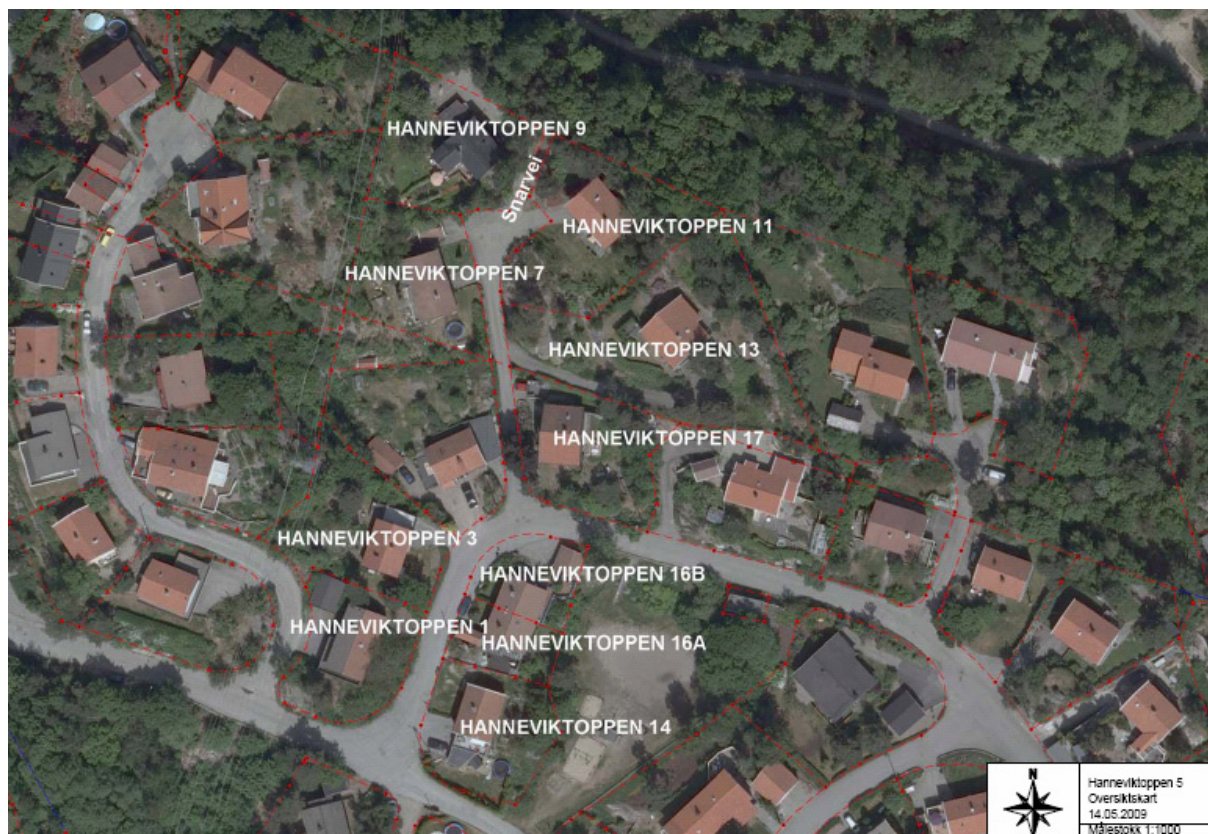 HANNEVIKTOPPEN 9
Snarvei
HANNEVIKTOPPEN 11
HANNEVIKTOPPEN 7
HANNEVIKTOPPEN 13
HANNEVIKTOPPEN 17
HANNEVIKTOPPEN 3
HANNEVIKTOPPEN 16B
HANNEVIKTOPPEN 1
HANNEVIKTOPPEN 16A
HANNEVIKTOPPEN 14
N
Hanneviktoppen 5
Oversiktskart
14.05.2009
Målestokk 1:1000